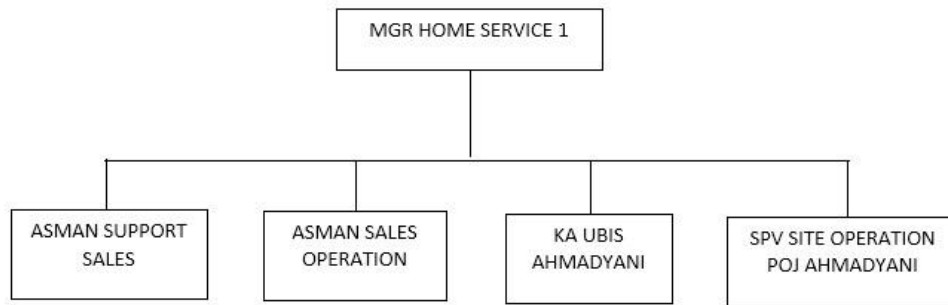 MGR HOME SERVICE 1
ASMAN SUPPORT
SALES
ASMAN SALES
OPERATION
KA UBIS
AHMADYANI
SPV SITE OPERATION
POJ AHMADYANI